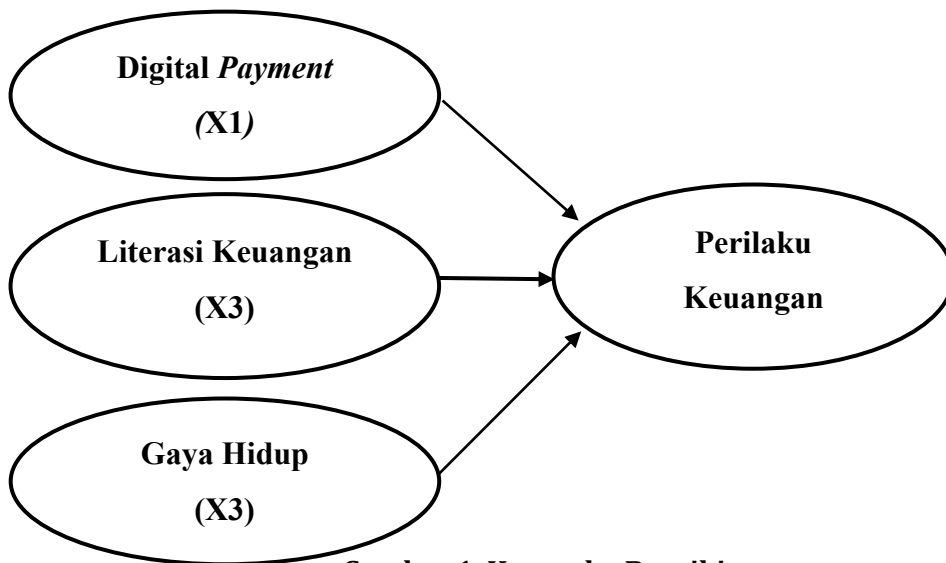 Digital Payment
(X1)
Literasi Keuangan
(X3)
Gaya Hidup
(X3)
Perilaku
Keuangan